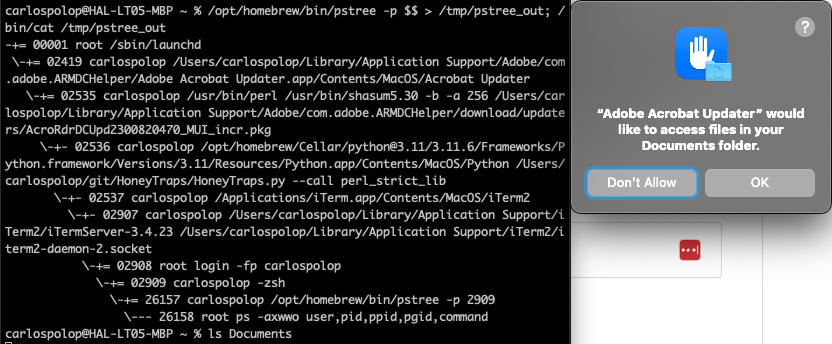 carlospolop@HAL-LT05-MBP ~ % /opt/homebrew/bin/pstree -p $$ > /tmp/pstree_out; /
bin/cat /tmp/pstree_out
-+= 00001 root /sbin/launchd
 \-+= 02419 carlospolop /Users/carlospolop/Library/Application Support/Adobe/com
.adobe.ARMDCHelper/Adobe Acrobat Updater.app/Contents/MacOS/Acrobat Updater
   \-+= 02535 carlospolop /usr/bin/perl /usr/bin/shasum5.30 -b -a 256 /Users/car
lospolop/Library/Application Support/com.adobe.ARMDCHelper/download/update
rs/AcroRdrDCUpd2300820470_MUI_incr.pkg
     \-+- 02536 carlospolop /opt/homebrew/Cellar/python@3.11/3.11.6/Frameworks/P
ython.framework/Versions/3.11/Resources/Python.app/Contents/MacOS/Python /Users/
carlospolop/git/HoneyTraps/HoneyTraps.py --call perl_strict_lib
       \-+- 02537 carlospolop /Applications/iTerm.app/Contents/MacOS/iTerm2
         \-+- 02907 carlospolop /Users/carlospolop/Library/Application Support/i
Term2/iTermServer-3.4.23 /Users/carlospolop/Library/Application Support/iTerm2/i
term2-daemon-2.socket
           \-+= 02908 root login -fp carlospolop
             \-+= 02909 carlospolop -zsh
               \-+= 26157 carlospolop /opt/homebrew/bin/pstree -p 2909
                 \--- 26158 root ps -axwwo user,pid,ppid,pgid,command
carlospolop@HAL-LT05-MBP ~ % ls Documents
?
“Adobe Acrobat Updater” would
like to access files in your
Documents folder.
Don’t Allow
OK